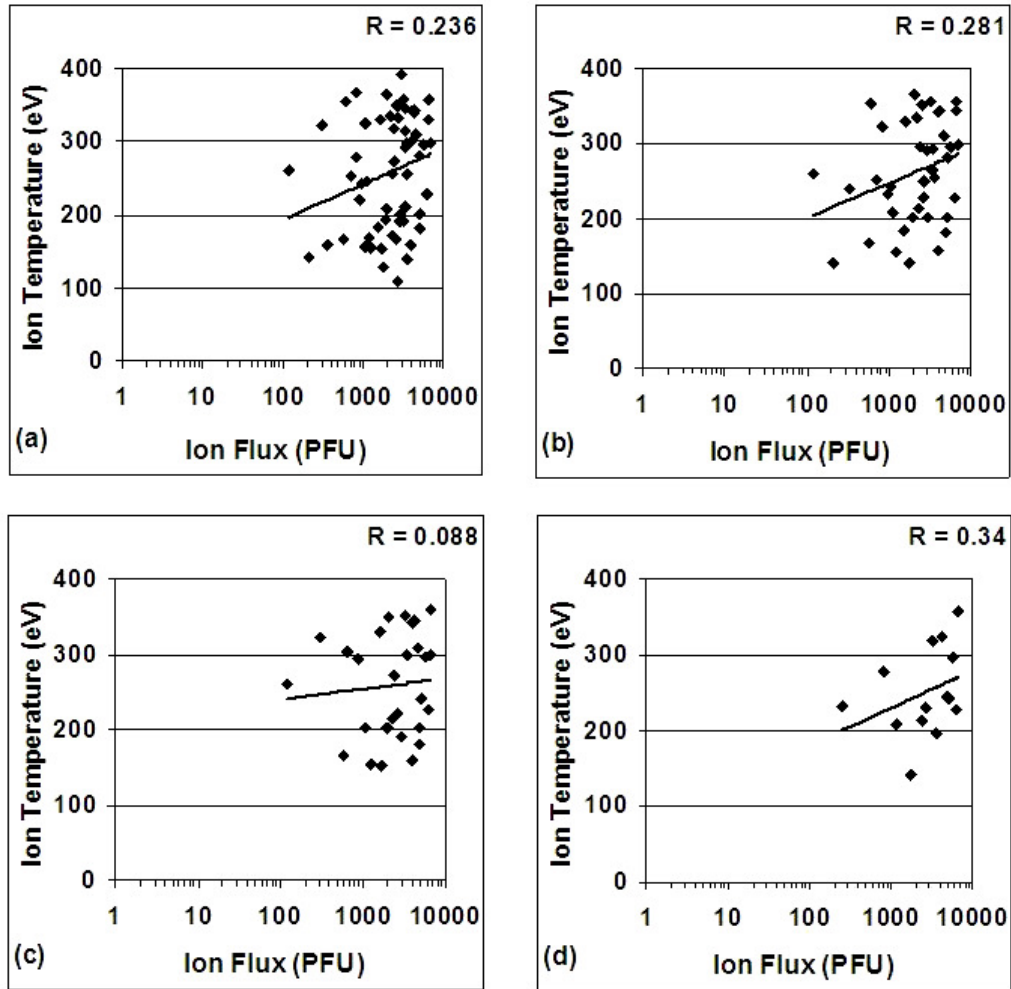 R = 0.236
400
300
200
100
0
Ion Temperature (eV)
1 10 100 1000 10000
(a)
Ion Flux (PFU)
R = 0.281
400
300
200
100
0
Ion Temperature (eV)
1 10 100 1000 10000
(b)
Ion Flux (PFU)
R = 0.088
400
300
200
100
0
Ion Temperature (eV)
1 10 100 1000 10000
(c)
Ion Flux (PFU)
R = 0.34
400
300
200
100
0
Ion Temperature (eV)
1 10 100 1000 10000
(d)
Ion Flux (PFU)